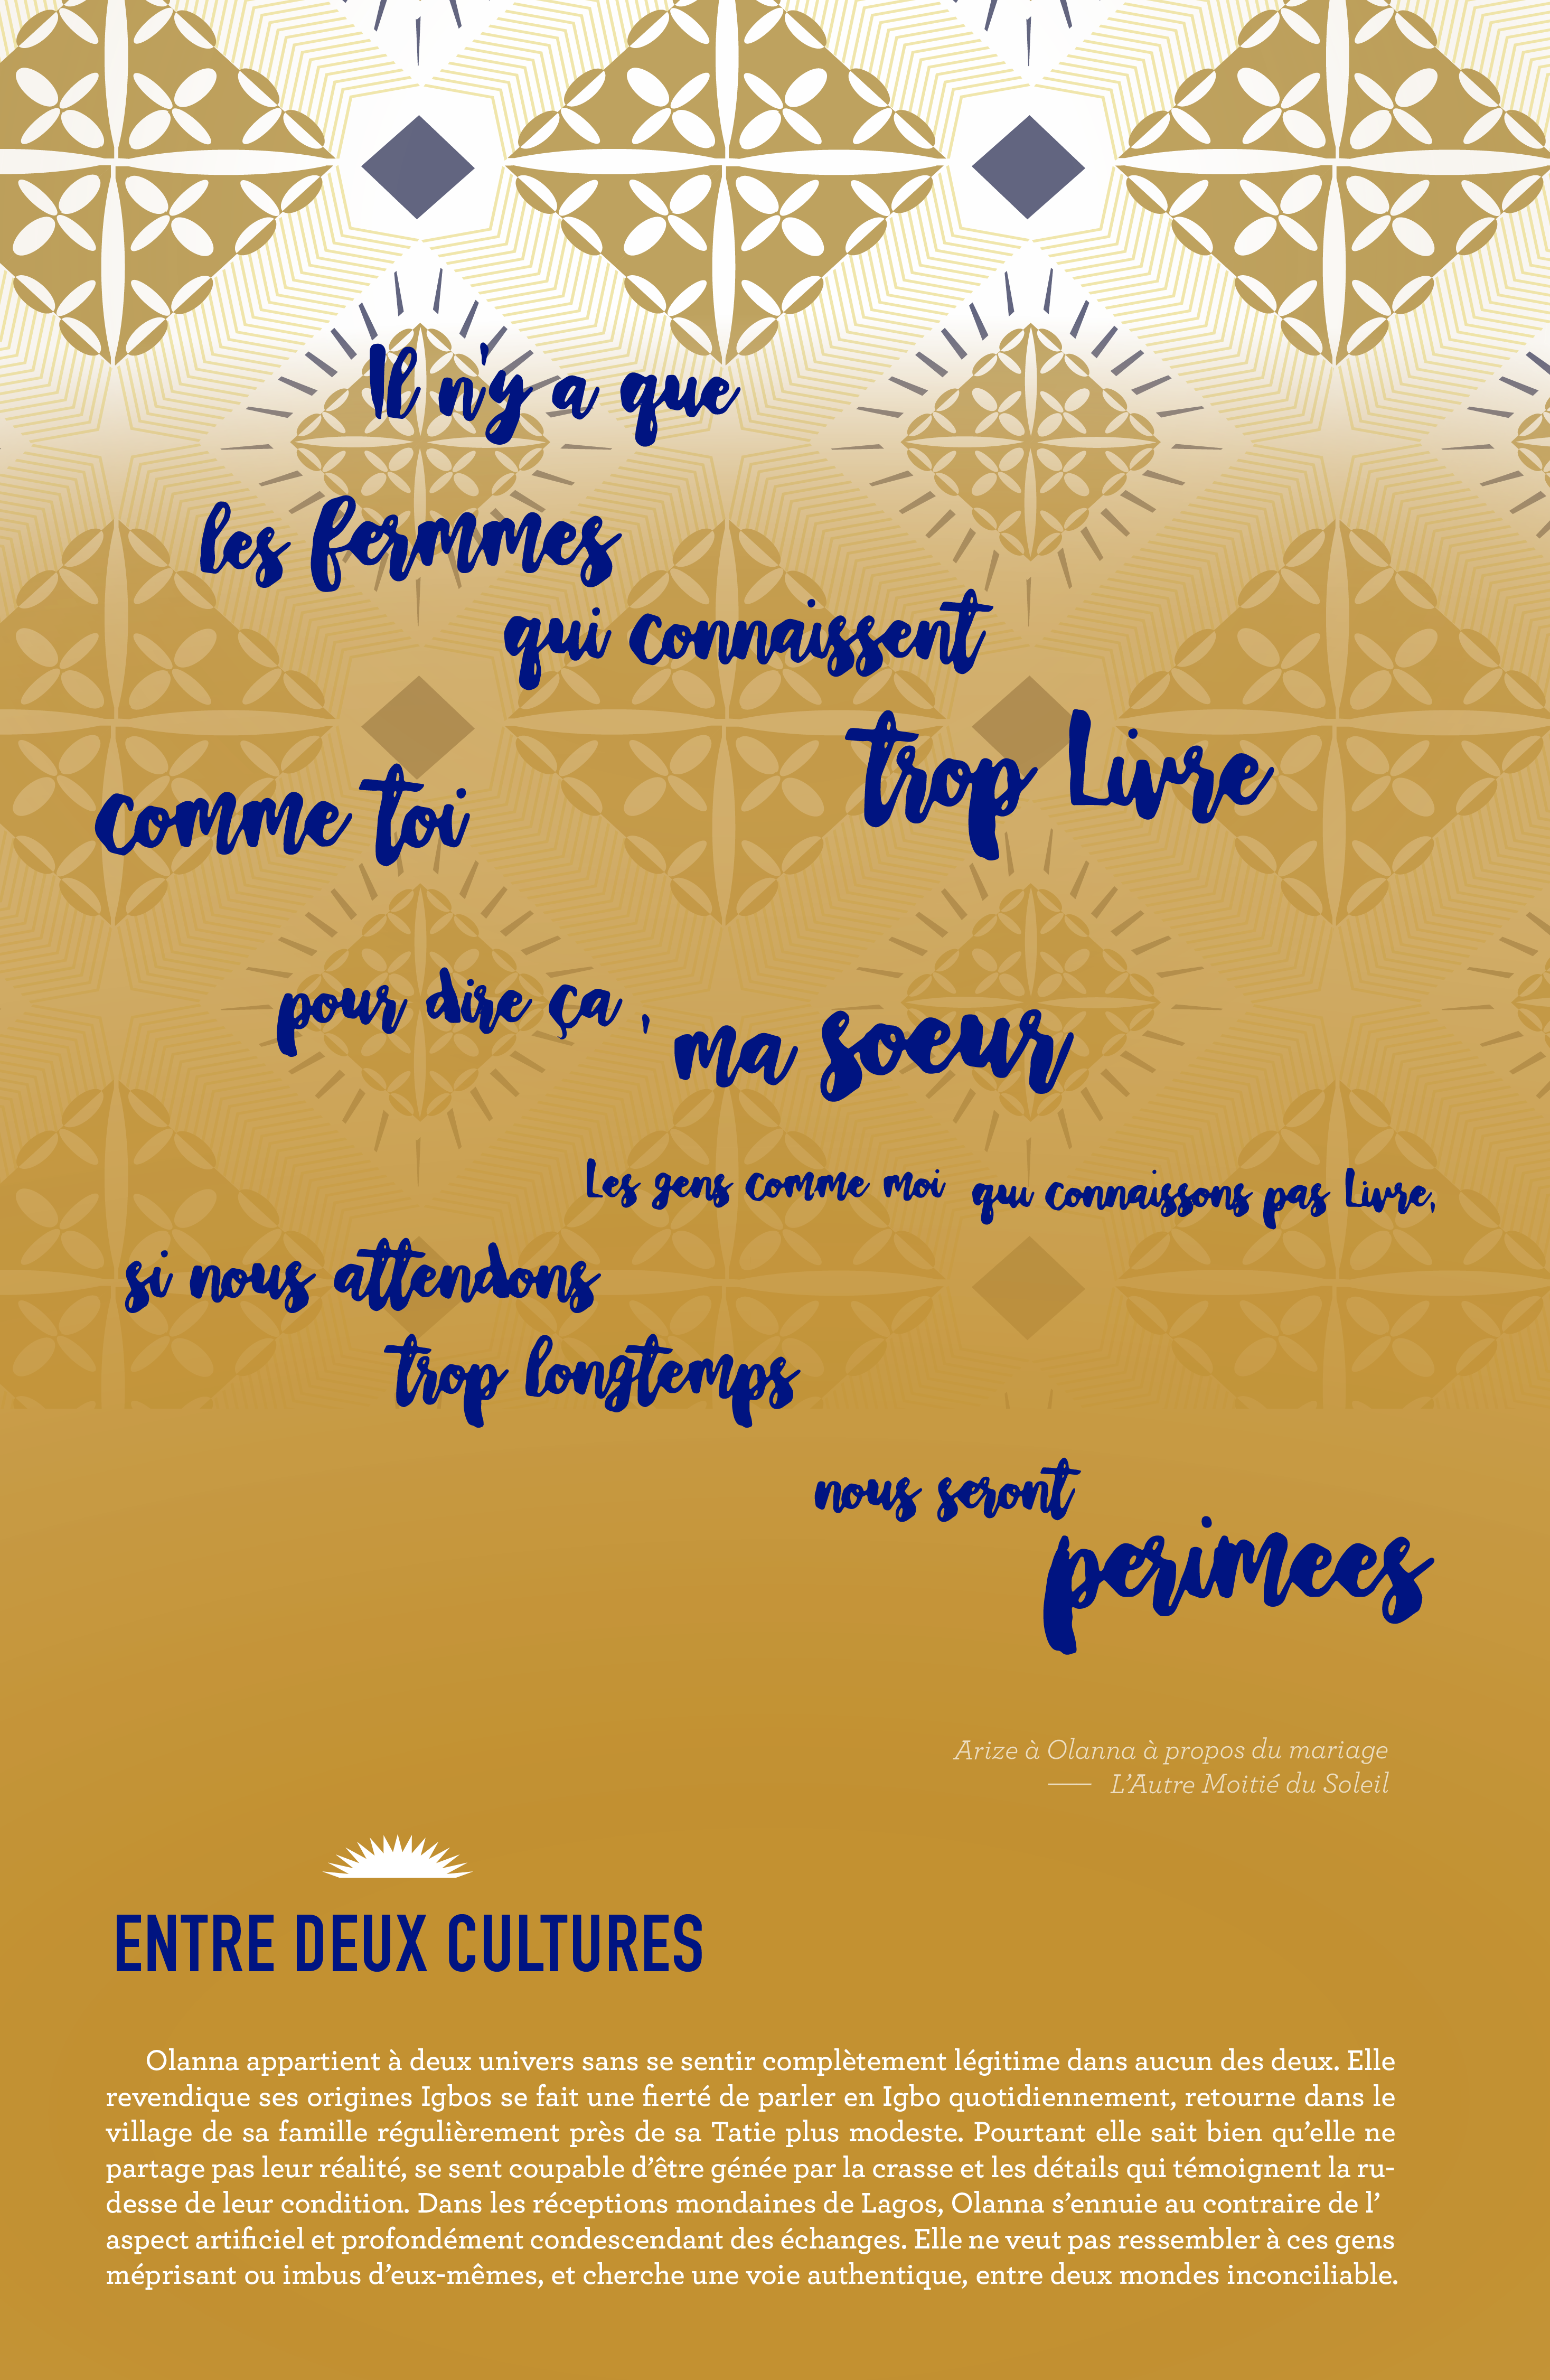 Il n'y a que
les femmes
qui connaissent
trop Livre
comme toi
pour dire ça ,
ma soeur
Les gens comme moi qui connaissons pas Livre,
si nous attendons
trop longtemps
nous seront
perimees
Arize à Olanna à propos du mariage
— L’Autre Moitié du Soleil
ENTRE DEUX CULTURES
Olanna appartient à deux univers sans se sentir complètement légitime dans aucun des deux. Elle
revendique ses origines Igbos se fait une fierté de parler en Igbo quotidiennement, retourne dans le
village de sa famille régulièrement près de sa Tatie plus modeste. Pourtant elle sait bien qu’elle ne
partage pas leur réalité, se sent coupable d’être génée par la crasse et les détails qui témoignent la ru-
desse de leur condition. Dans les réceptions mondaines de Lagos, Olanna s’ennuie au contraire de l’
aspect artificiel et profondément condescendant des échanges. Elle ne veut pas ressembler à ces gens
méprisant ou imbus d’eux-mêmes, et cherche une voie authentique, entre deux mondes inconciliable.